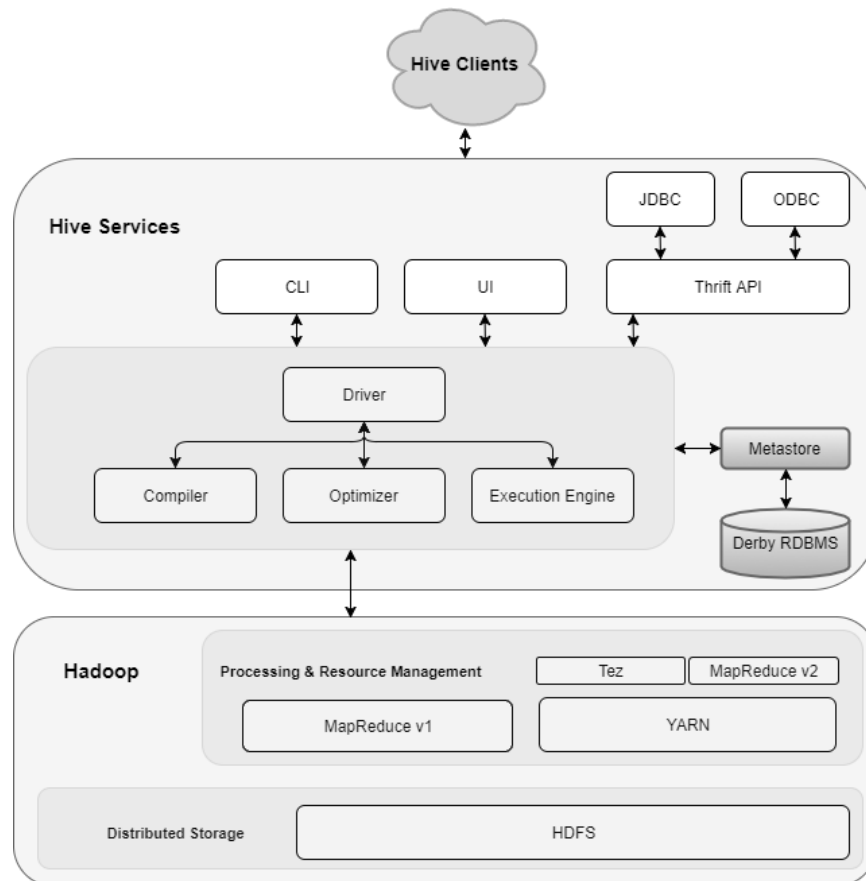 Hive Clients
JDBC
ODBC
Hive Services
CLI
UI
Thrift API
Driver
Metastore
Compiler
Optimizer
Execution Engine
Derby RDBMS
Hadoop
Processing & Resource Management
Tez
MapReduce v2
MapReduce v1
YARN
Distributed Storage
HDFS